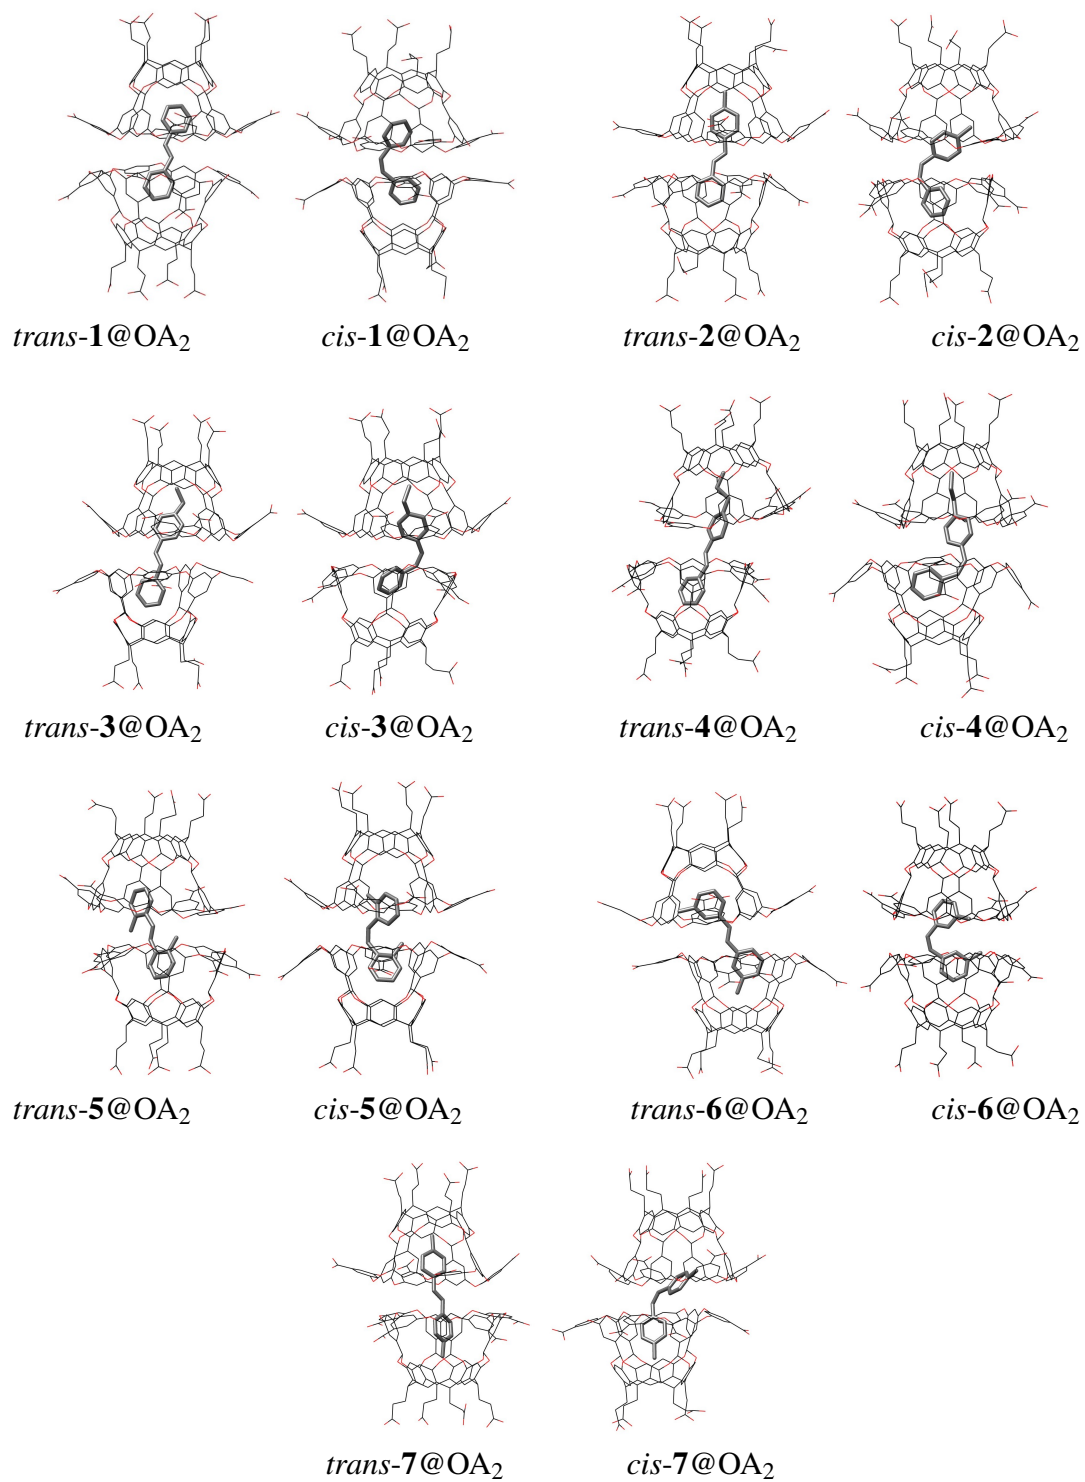 trans-1@OA₂ cis-1@OA₂ trans-2@OA₂ cis-2@OA₂
trans-3@OA₂ cis-3@OA₂ trans-4@OA₂ cis-4@OA₂
trans-5@OA₂ cis-5@OA₂ trans-6@OA₂ cis-6@OA₂
trans-7@OA₂ cis-7@OA₂